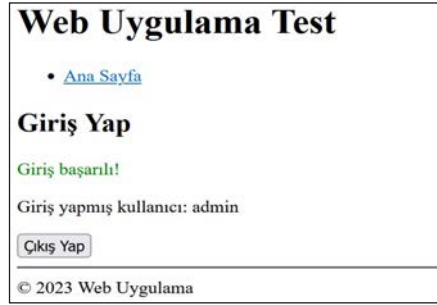 Web Uygulama Test
Ana Sayfa
Giriş Yap
Giriş başarılı!
Giriş yapmış kullanıcı: admin
Çıkış Yap
© 2023 Web Uygulama